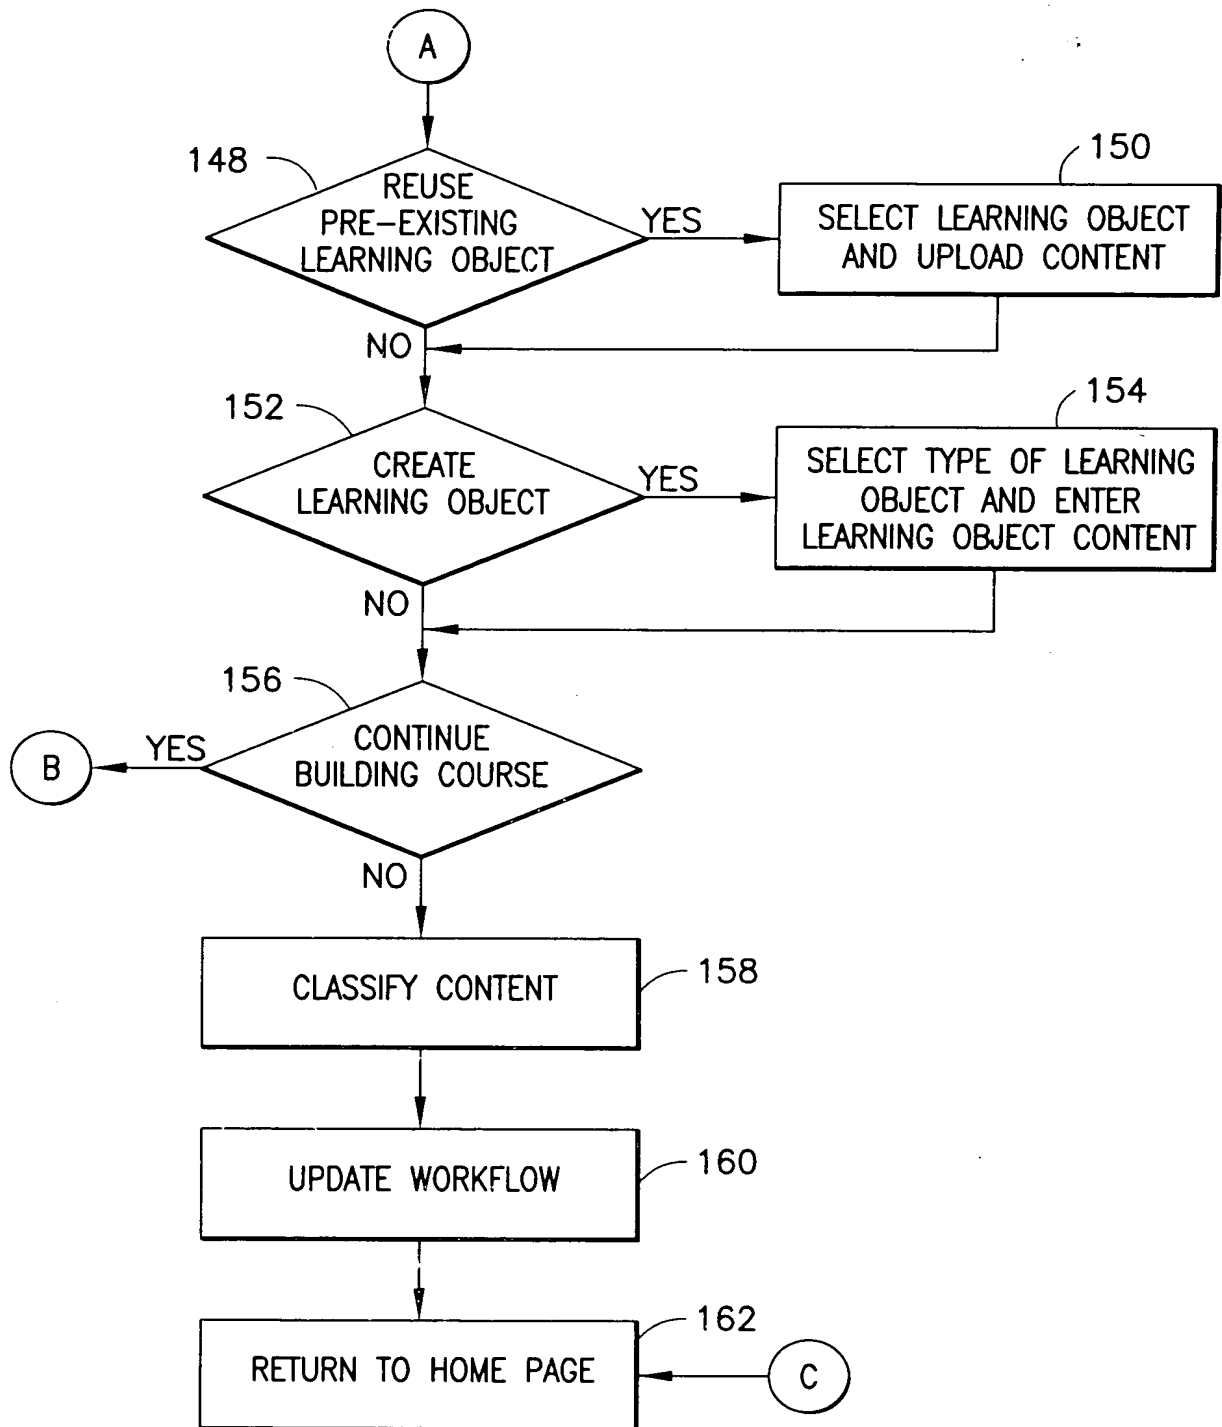 A
148
REUSE
PRE-EXISTING
LEARNING OBJECT
YES
150
SELECT LEARNING OBJECT
AND UPLOAD CONTENT
NO
152
CREATE
LEARNING OBJECT
YES
154
SELECT TYPE OF LEARNING
OBJECT AND ENTER
LEARNING OBJECT CONTENT
NO
156
CONTINUE
BUILDING COURSE
YES
B
NO
CLASSIFY CONTENT
158
UPDATE WORKFLOW
160
RETURN TO HOME PAGE
162
C